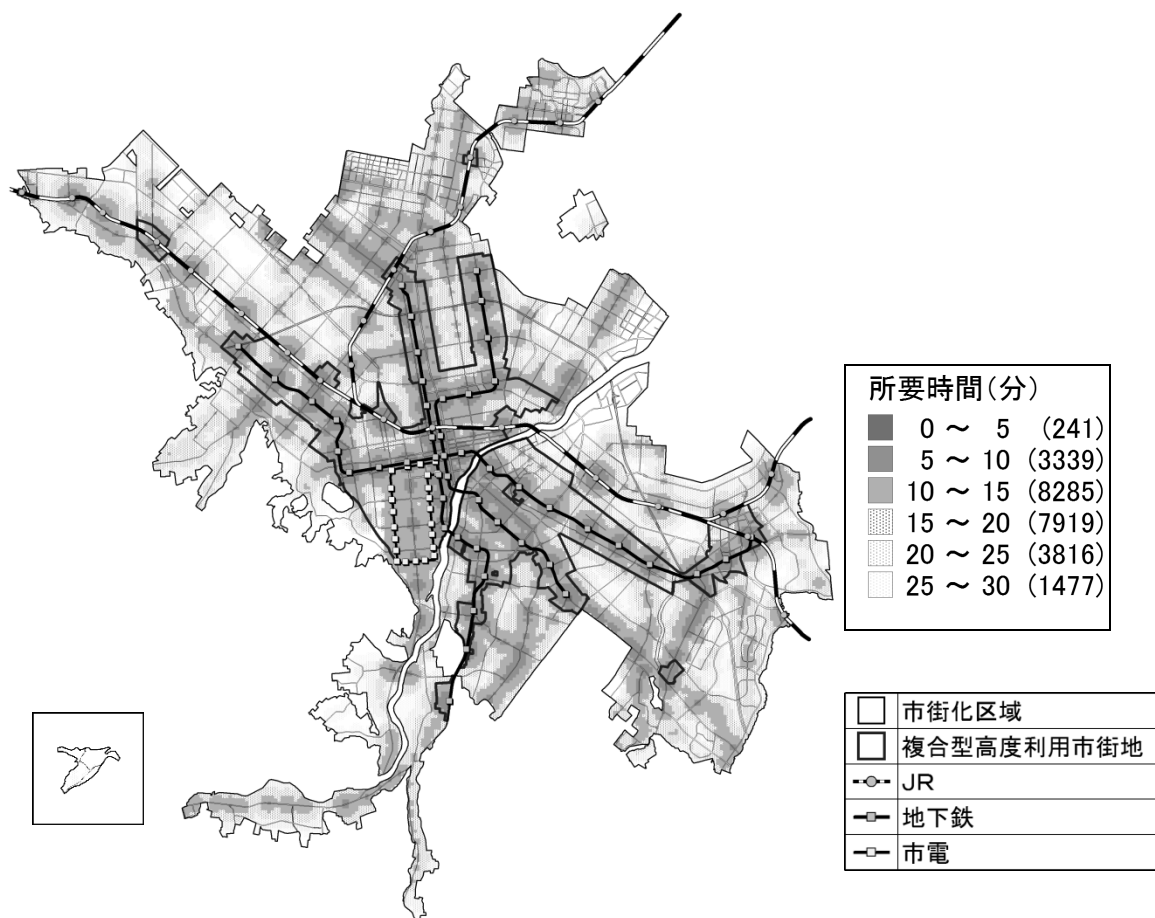 所要時間(分)
0 ～ 5 (241)
5 ～ 10 (3339)
10 ～ 15 (8285)
15 ～ 20 (7919)
20 ～ 25 (3816)
25 ～ 30 (1477)
市街化区域
複合型高度利用市街地
JR
地下鉄
市電